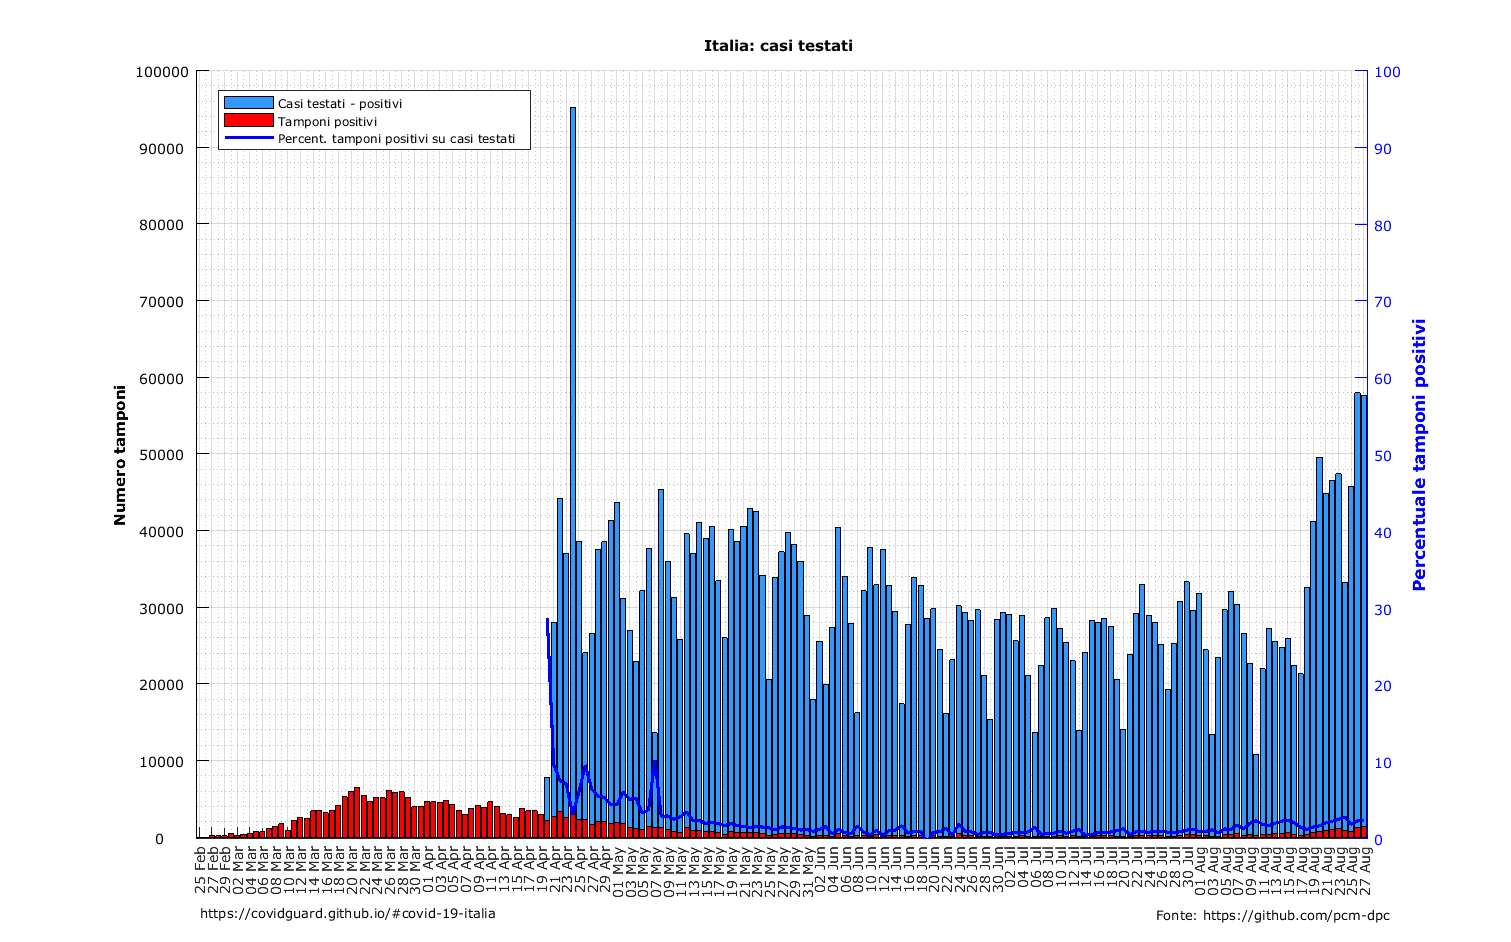 Italia: casi testati
Casi testati - positivi
Tamponi positivi
Percent. tamponi positivi su casi testati
Numero tamponi
100000
90000
80000
70000
60000
50000
40000
30000
20000
10000
0
Percentuale tamponi positivi
100
90
80
70
60
50
40
30
20
10
0
25 Feb
27 Feb
29 Feb
02 Mar
04 Mar
06 Mar
08 Mar
10 Mar
12 Mar
14 Mar
16 Mar
18 Mar
20 Mar
22 Mar
24 Mar
26 Mar
28 Mar
30 Mar
01 Apr
03 Apr
05 Apr
07 Apr
09 Apr
11 Apr
13 Apr
15 Apr
17 Apr
19 Apr
21 Apr
23 Apr
25 Apr
27 Apr
29 Apr
01 May
03 May
05 May
07 May
09 May
11 May
13 May
15 May
17 May
19 May
21 May
23 May
25 May
27 May
29 May
31 May
02 Jun
04 Jun
06 Jun
08 Jun
10 Jun
12 Jun
14 Jun
16 Jun
18 Jun
20 Jun
22 Jun
24 Jun
26 Jun
28 Jun
30 Jun
02 Jul
04 Jul
06 Jul
08 Jul
10 Jul
12 Jul
14 Jul
16 Jul
18 Jul
20 Jul
22 Jul
24 Jul
26 Jul
28 Jul
30 Jul
01 Aug
03 Aug
05 Aug
07 Aug
09 Aug
11 Aug
13 Aug
15 Aug
17 Aug
19 Aug
21 Aug
23 Aug
25 Aug
27 Aug
https://covidguard.github.io/#covid-19-italia
Fonte: https://github.com/pcm-dpc